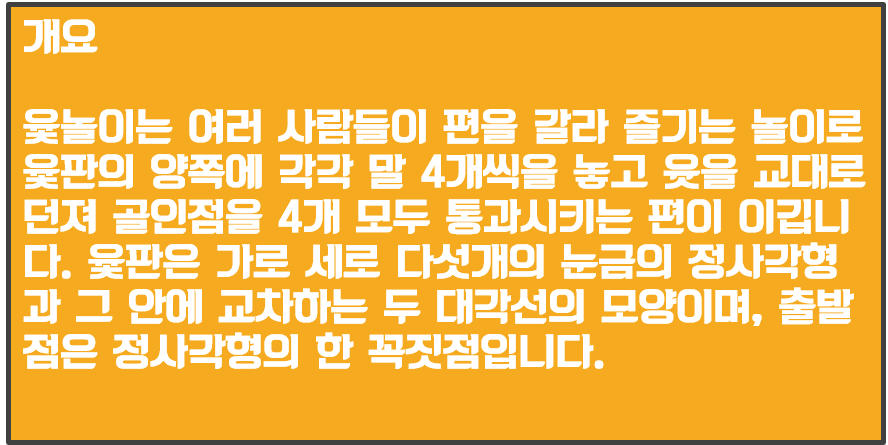 개요
윷놀이는 여러 사람들이 편을 갈라 즐기는 놀이로
윷판의 양쪽에 각각 말 4개씩을 놓고 윷을 교대로
던져 골인점을 4개 모두 통과시키는 편이 이깁니
다. 윷판은 가로 세로 다섯개의 눈금의 정사각형
과 그 안에 교차하는 두 대각선의 모양이며, 출발
점은 정사각형의 한 꼭짓점입니다.